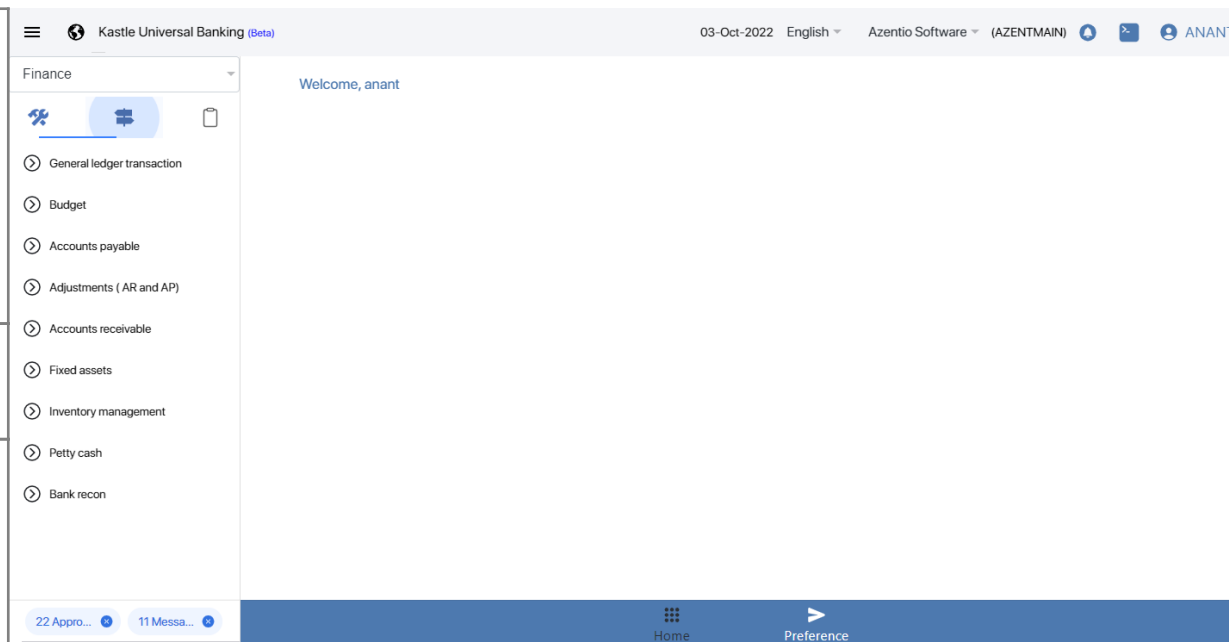 Kastle Universal Banking (Beta)
03-Oct-2022 English Azentio Software (AZENTMAIN) ANANT
Finance
Welcome, anant
General ledger transaction
Budget
Accounts payable
Adjustments ( AR and AP)
Accounts receivable
Fixed assets
Inventory management
Petty cash
Bank recon
22 Appro... 11 Messa...
Home Preference